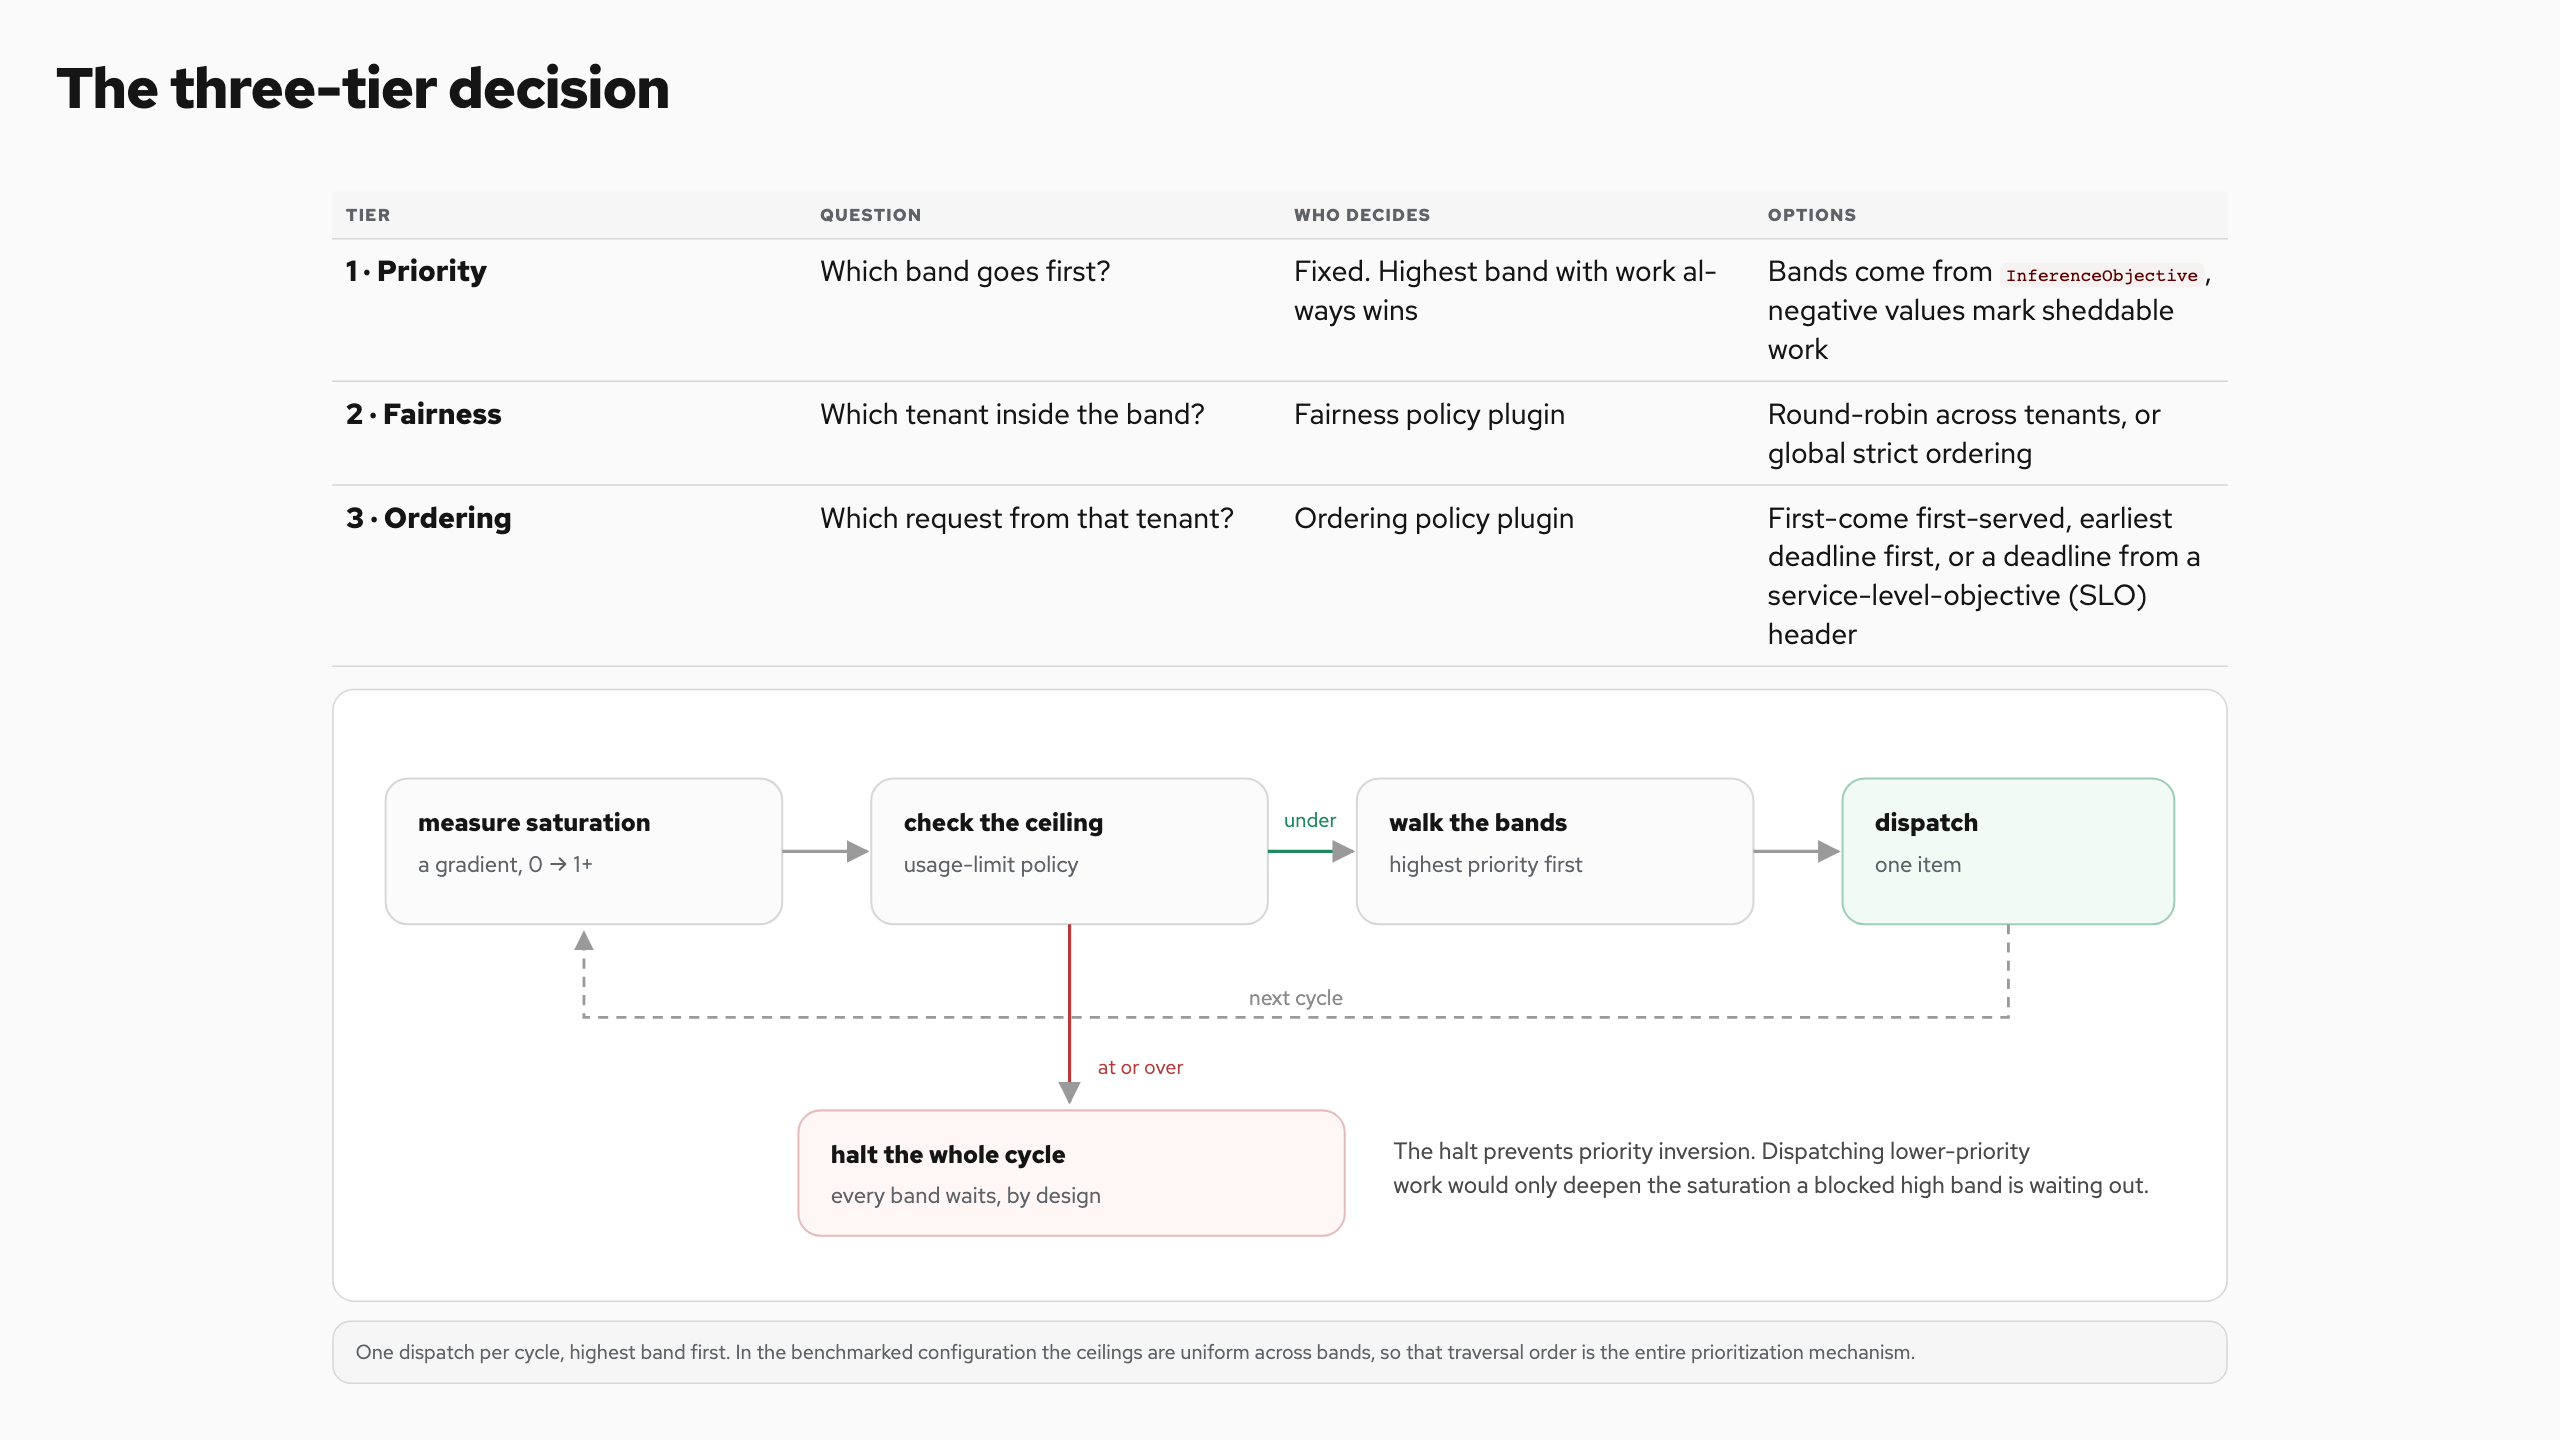 The three-tier decision
TIER
QUESTION
WHO DECIDES
OPTIONS
1 · Priority
Which band goes first?
Fixed. Highest band with work al-
ways wins
Bands come from InferenceObjective,
negative values mark sheddable
work
2 · Fairness
Which tenant inside the band?
Fairness policy plugin
Round-robin across tenants, or
global strict ordering
3 · Ordering
Which request from that tenant?
Ordering policy plugin
First-come first-served, earliest
deadline first, or a deadline from a
service-level-objective (SLO)
header
measure saturation
a gradient, 0 → 1+
check the ceiling
usage-limit policy
under
walk the bands
highest priority first
dispatch
one item
next cycle
at or over
halt the whole cycle
every band waits, by design
The halt prevents priority inversion. Dispatching lower-priority
work would only deepen the saturation a blocked high band is waiting out.
One dispatch per cycle, highest band first. In the benchmarked configuration the ceilings are uniform across bands, so that traversal order is the entire prioritization mechanism.